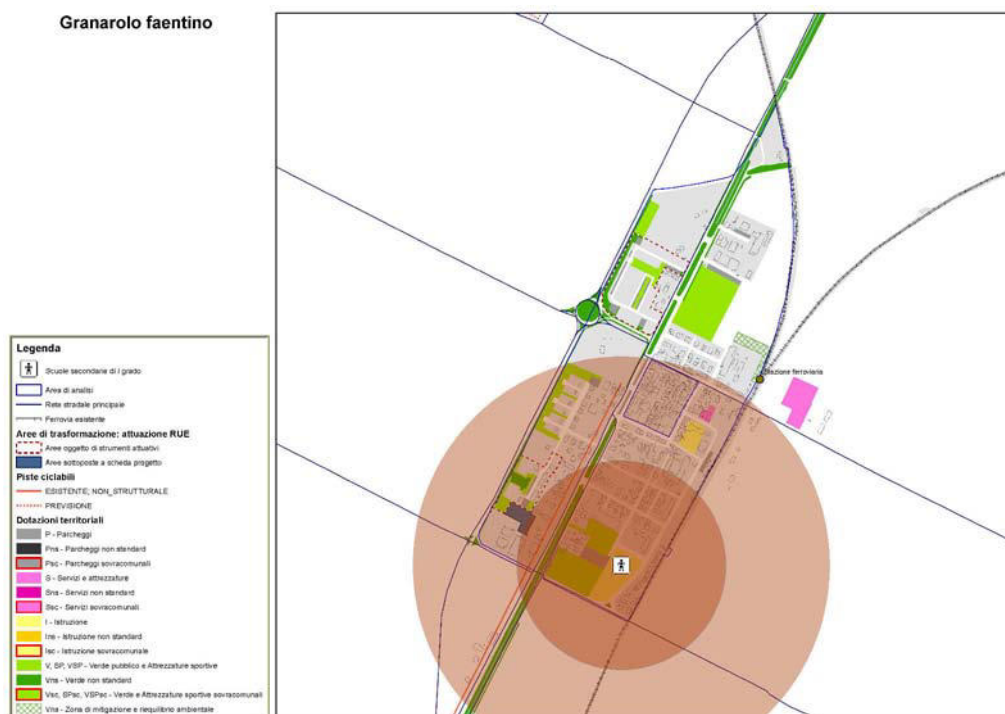 Granarolo faentino
Stazione ferroviaria
Legenda
Scuole secondarie di I grado
Area di analisi
Rete stradale principale
Ferrovia esistente
Aree di trasformazione: attuazione RUE
Aree oggetto di strumenti attuativi
Aree sottoposte a scheda progetto
Piste ciclabili
ESISTENTE; NON_STRUTTURALE
PREVISIONE
Dotazioni territoriali
P - Parcheggi
Pns - Parcheggi non standard
Psc - Parcheggi sovracomunali
S - Servizi e attrezzature
Sns - Servizi non standard
Ssc - Servizi sovracomunali
I - Istruzione
Ins - Istruzione non standard
Isc - Istruzione sovracomunale
V, SP, VSP - Verde pubblico e Attrezzature sportive
Vns - Verde non standard
Vsc, SPsc, VSPsc - Verde e Attrezzature sportive sovracomunali
Vns - Zona di mitigazione e riequilibrio ambientale